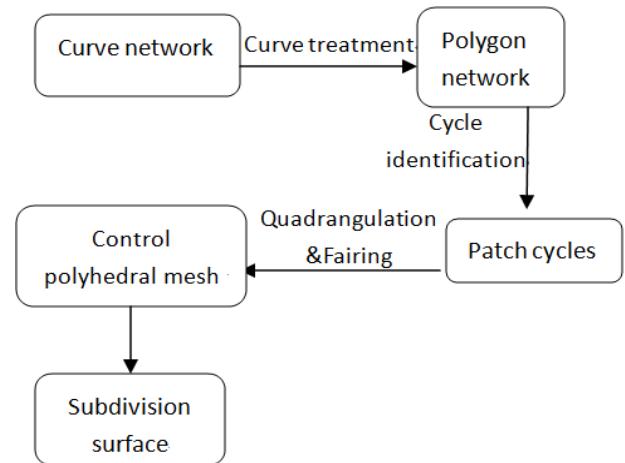 Curve network
Curve treatment
Polygon
network
Cycle
identification
Patch cycles
Quadrangulation
&Fairing
Control
polyhedral mesh
Subdivision
surface